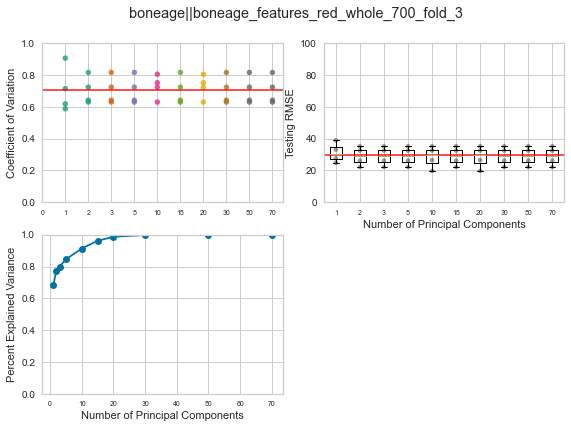 boneage||boneage_features_red_whole_700_fold_3
Coefficient of Variation
1.0
0.8
0.6
0.4
0.2
0.0
0 1 2 3 5 10 15 20 30 50 70
Testing RMSE
100
80
60
40
20
0
1 2 3 5 10 15 20 30 50 70
Number of Principal Components
Percent Explained Variance
1.0
0.8
0.6
0.4
0.2
0.0
0 10 20 30 40 50 60 70
Number of Principal Components